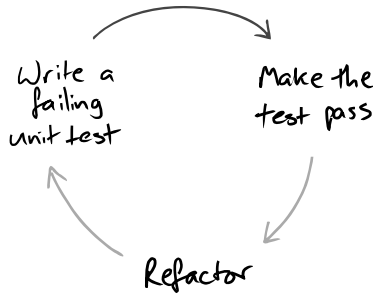 Write a
failing
unit test
Make the
test pass
Refactor